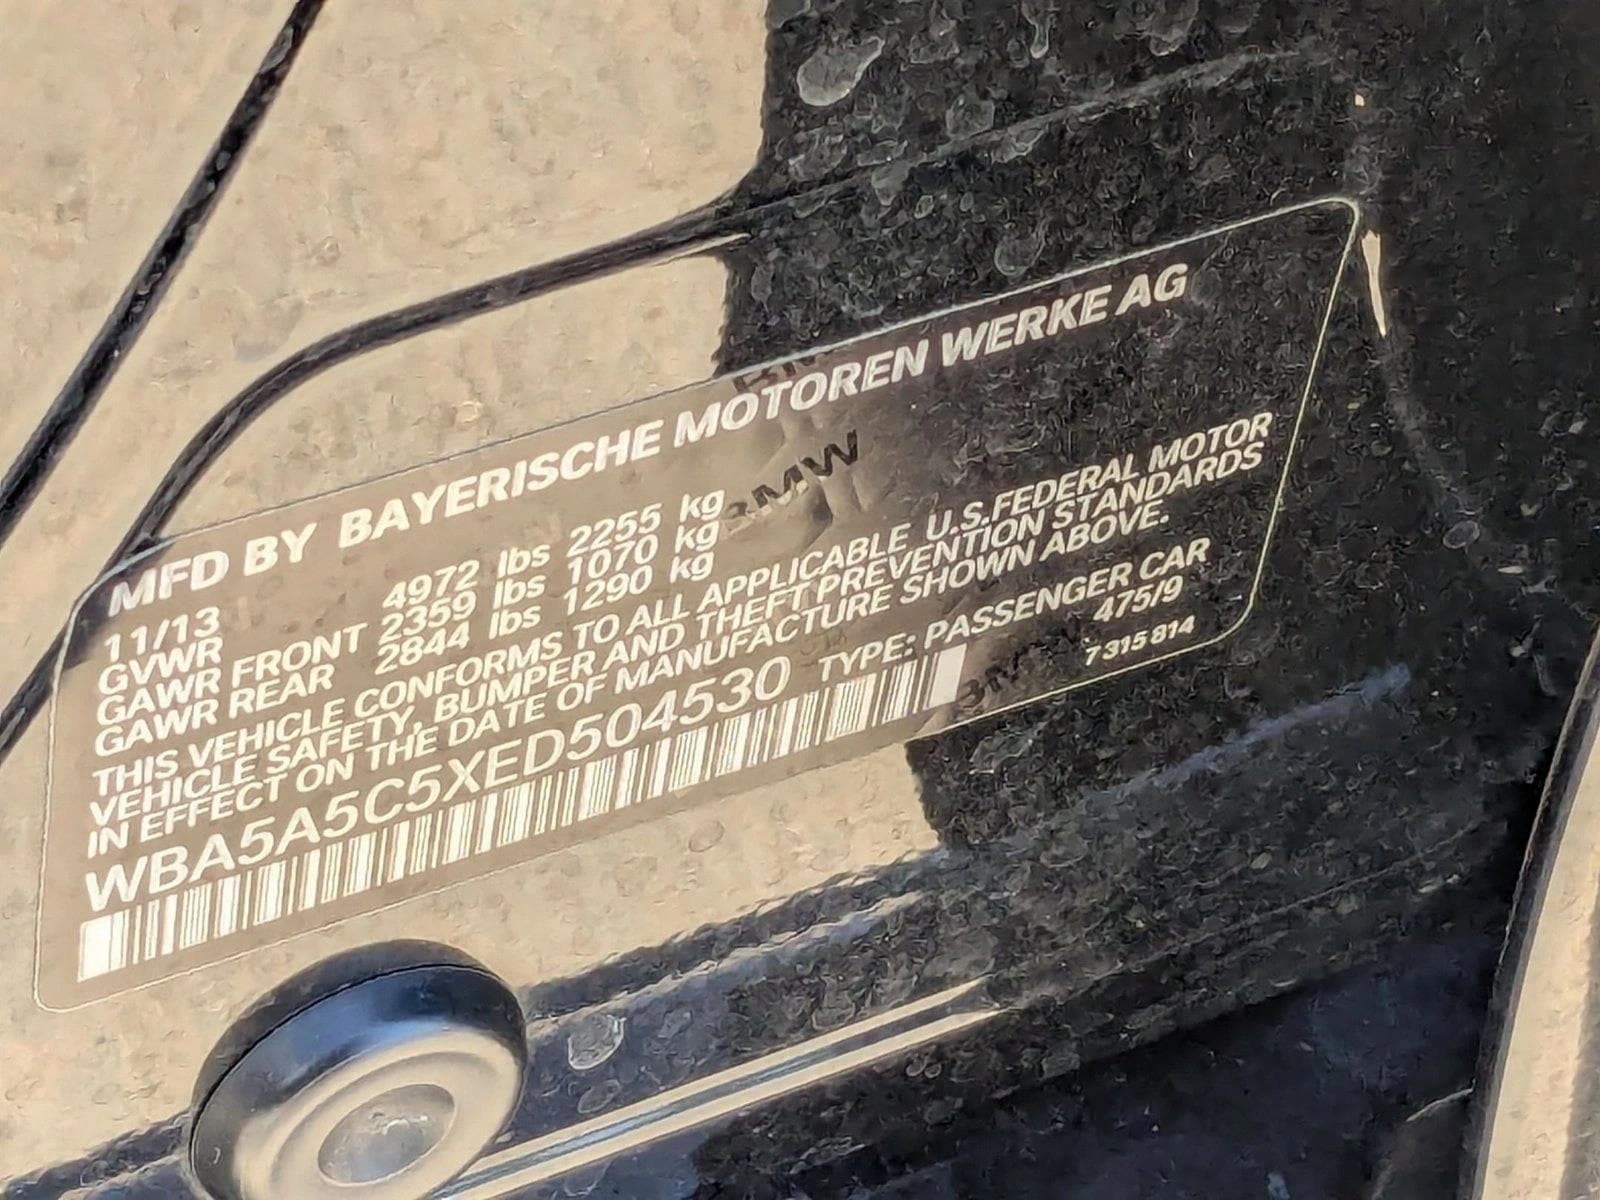 MFD BY BAYERISCHE MOTOREN WERKE AG
11/13
GVWR 4972 lbs 2255 kg
GAWR FRONT 2359 lbs 1070 kg
GAWR REAR 2844 lbs 1290 kg
THIS VEHICLE CONFORMS TO ALL APPLICABLE U.S.FEDERAL MOTOR
VEHICLE SAFETY, BUMPER AND THEFT PREVENTION STANDARDS
IN EFFECT ON THE DATE OF MANUFACTURE SHOWN ABOVE.
WBA5A5C5XED504530 TYPE: PASSENGER CAR
475/9
7 315 814
BMW